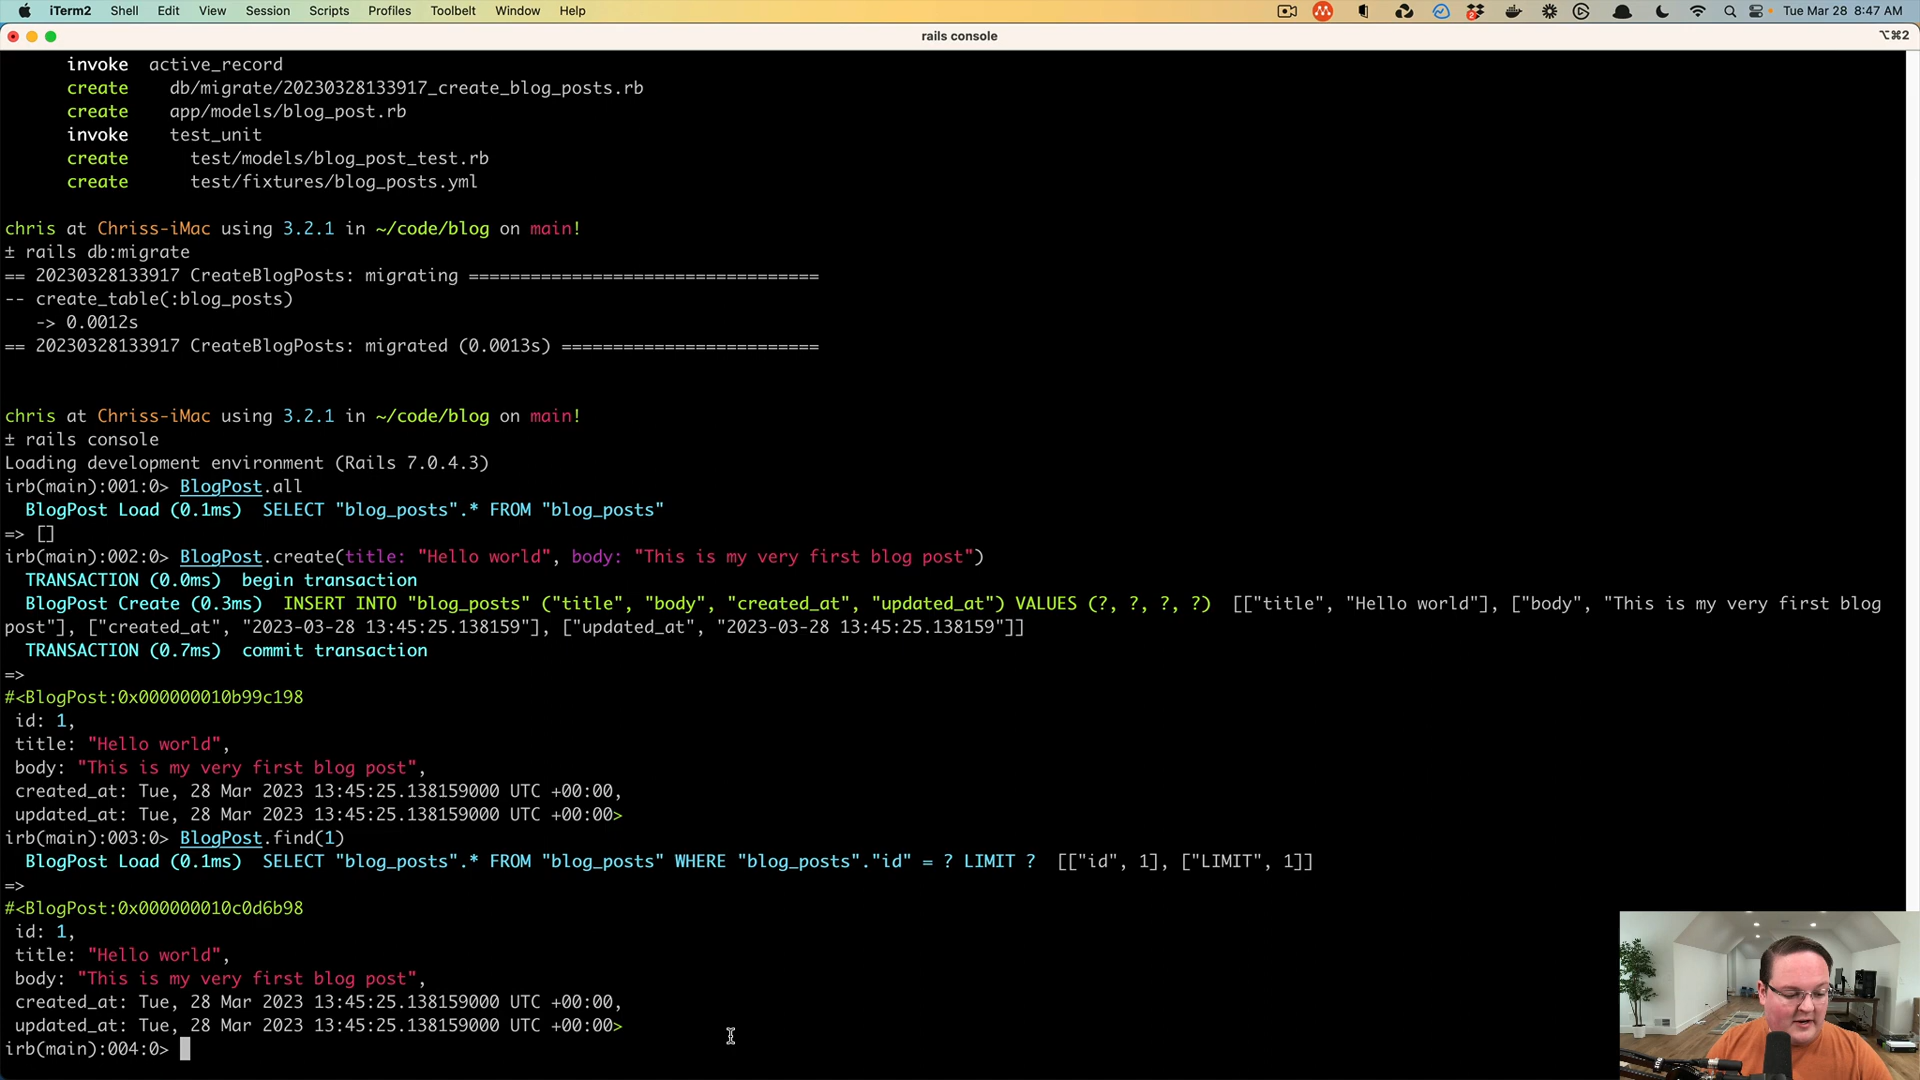 iTerm2 Shell Edit View Session Scripts Profiles Toolbelt Window Help Tue Mar 28 8:47 AM
rails console ⌥⌘2
invoke active_record
create db/migrate/20230328133917_create_blog_posts.rb
create app/models/blog_post.rb
invoke test_unit
create test/models/blog_post_test.rb
create test/fixtures/blog_posts.yml
chris at Chriss-iMac using 3.2.1 in ~/code/blog on main!
± rails db:migrate
== 20230328133917 CreateBlogPosts: migrating ==================================
-- create_table(:blog_posts)
-> 0.0012s
== 20230328133917 CreateBlogPosts: migrated (0.0013s) =========================
chris at Chriss-iMac using 3.2.1 in ~/code/blog on main!
± rails console
Loading development environment (Rails 7.0.4.3)
irb(main):001:0> BlogPost.all
BlogPost Load (0.1ms) SELECT "blog_posts".* FROM "blog_posts"
=> []
irb(main):002:0> BlogPost.create(title: "Hello world", body: "This is my very first blog post")
TRANSACTION (0.0ms) begin transaction
BlogPost Create (0.3ms) INSERT INTO "blog_posts" ("title", "body", "created_at", "updated_at") VALUES (?, ?, ?, ?) [["title", "Hello world"], ["body", "This is my very first blog
post"], ["created_at", "2023-03-28 13:45:25.138159"], ["updated_at", "2023-03-28 13:45:25.138159"]]
TRANSACTION (0.7ms) commit transaction
=>
#<BlogPost:0x000000010b99c198
id: 1,
title: "Hello world",
body: "This is my very first blog post",
created_at: Tue, 28 Mar 2023 13:45:25.138159000 UTC +00:00,
updated_at: Tue, 28 Mar 2023 13:45:25.138159000 UTC +00:00>
irb(main):003:0> BlogPost.find(1)
BlogPost Load (0.1ms) SELECT "blog_posts".* FROM "blog_posts" WHERE "blog_posts"."id" = ? LIMIT ? [["id", 1], ["LIMIT", 1]]
=>
#<BlogPost:0x000000010c0d6b98
id: 1,
title: "Hello world",
body: "This is my very first blog post",
created_at: Tue, 28 Mar 2023 13:45:25.138159000 UTC +00:00,
updated_at: Tue, 28 Mar 2023 13:45:25.138159000 UTC +00:00>
irb(main):004:0>